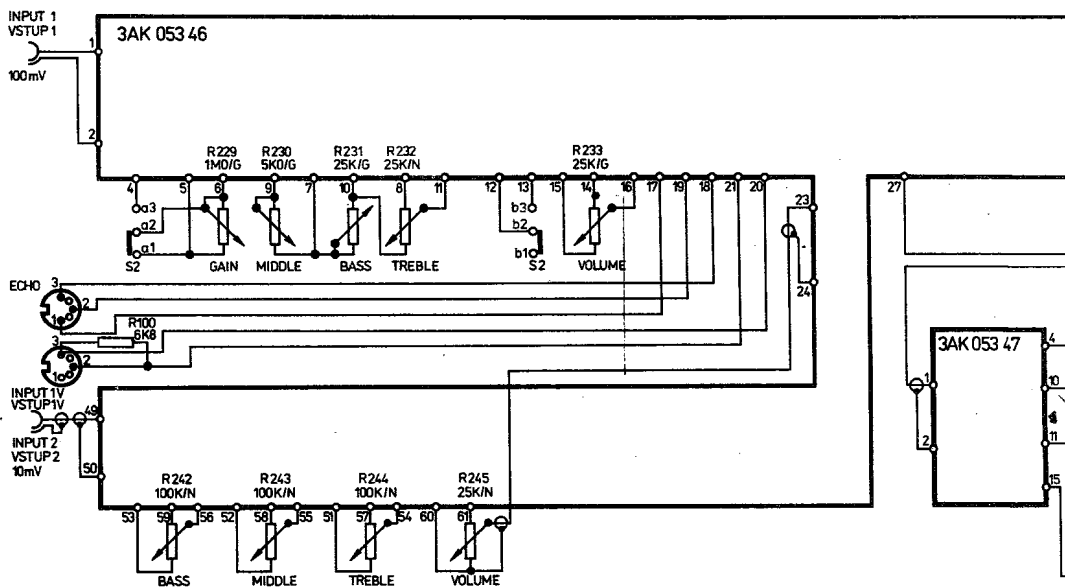 INPUT 1
VSTUP 1
100mV
1
2
3AK 053 46
R229
1M0/G
R230
5K0/G
R231
25K/G
R232
25K/N
R233
25K/G
4
5
6
9
7
10
8
11
12
13
15
14
16
17
19
18
21
20
23
24
27
a3
a2
a1
S2
GAIN
MIDDLE
BASS
TREBLE
b3
b2
b1
S2
VOLUME
ECHO
3
2
1
R100
6K8
3
2
1
INPUT 1V
VSTUP 1V
49
INPUT 2
VSTUP 2
10mV
50
3AK 053 47
1
2
4
10
11
15
R242
100K/N
R243
100K/N
R244
100K/N
R245
25K/N
53
59
56
52
58
55
51
57
54
60
61
BASS
MIDDLE
TREBLE
VOLUME